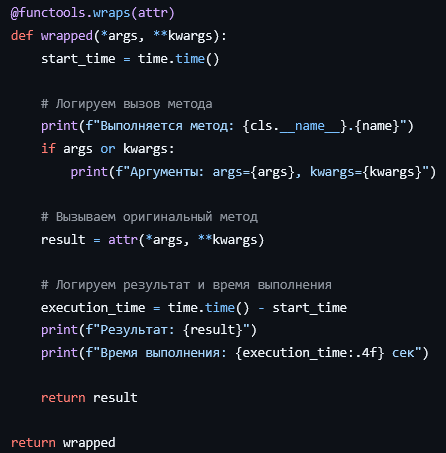 @functools.wraps(attr)
def wrapped(*args, **kwargs):
    start_time = time.time()

    # Логируем вызов метода
    print(f"Выполняется метод: {cls.__name__}.{name}")
    if args or kwargs:
        print(f"Аргументы: args={args}, kwargs={kwargs}")

    # Вызываем оригинальный метод
    result = attr(*args, **kwargs)

    # Логируем результат и время выполнения
    execution_time = time.time() - start_time
    print(f"Результат: {result}")
    print(f"Время выполнения: {execution_time:.4f} сек")

    return result

return wrapped